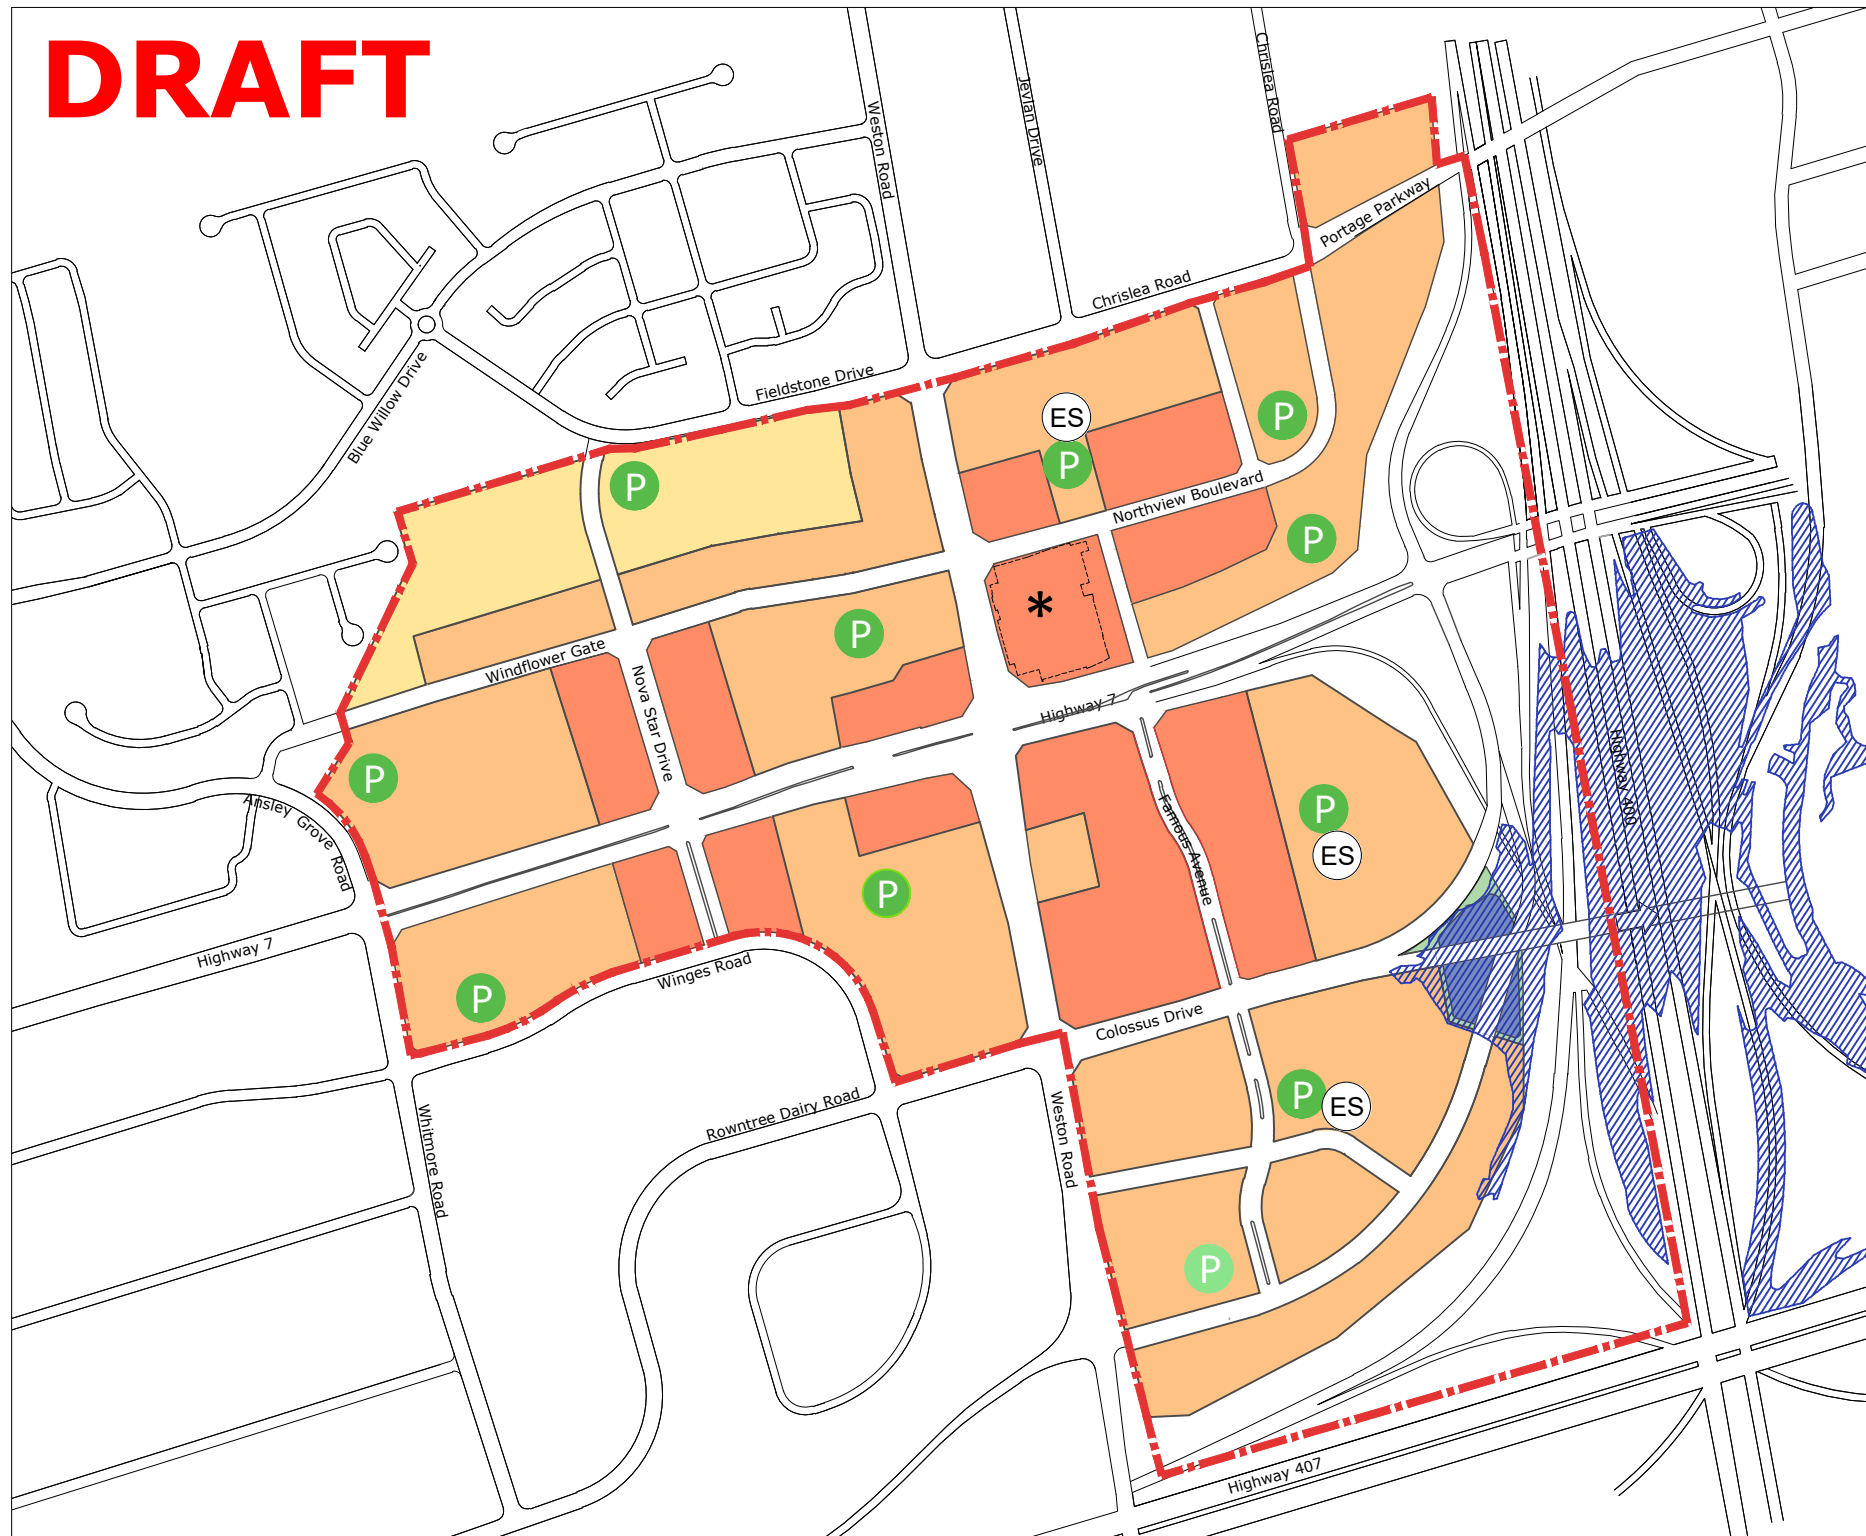 DRAFT
Chrislea Road
Jevlan Drive
Weston Road
Portage Parkway
Chrislea Road
Fieldstone Drive
Blue Willow Drive
P
ES
P
P
Northview Boulevard
P
*
P
Windflower Gate
Nova Star Drive
Highway 7
Highway 400
P
Ansley Grove Road
P
ES
Famous Avenue
P
Highway 7
Winges Road
P
Colossus Drive
P
ES
Rowntree Dairy Road
Weston Road
Whitmore Road
P
Highway 407